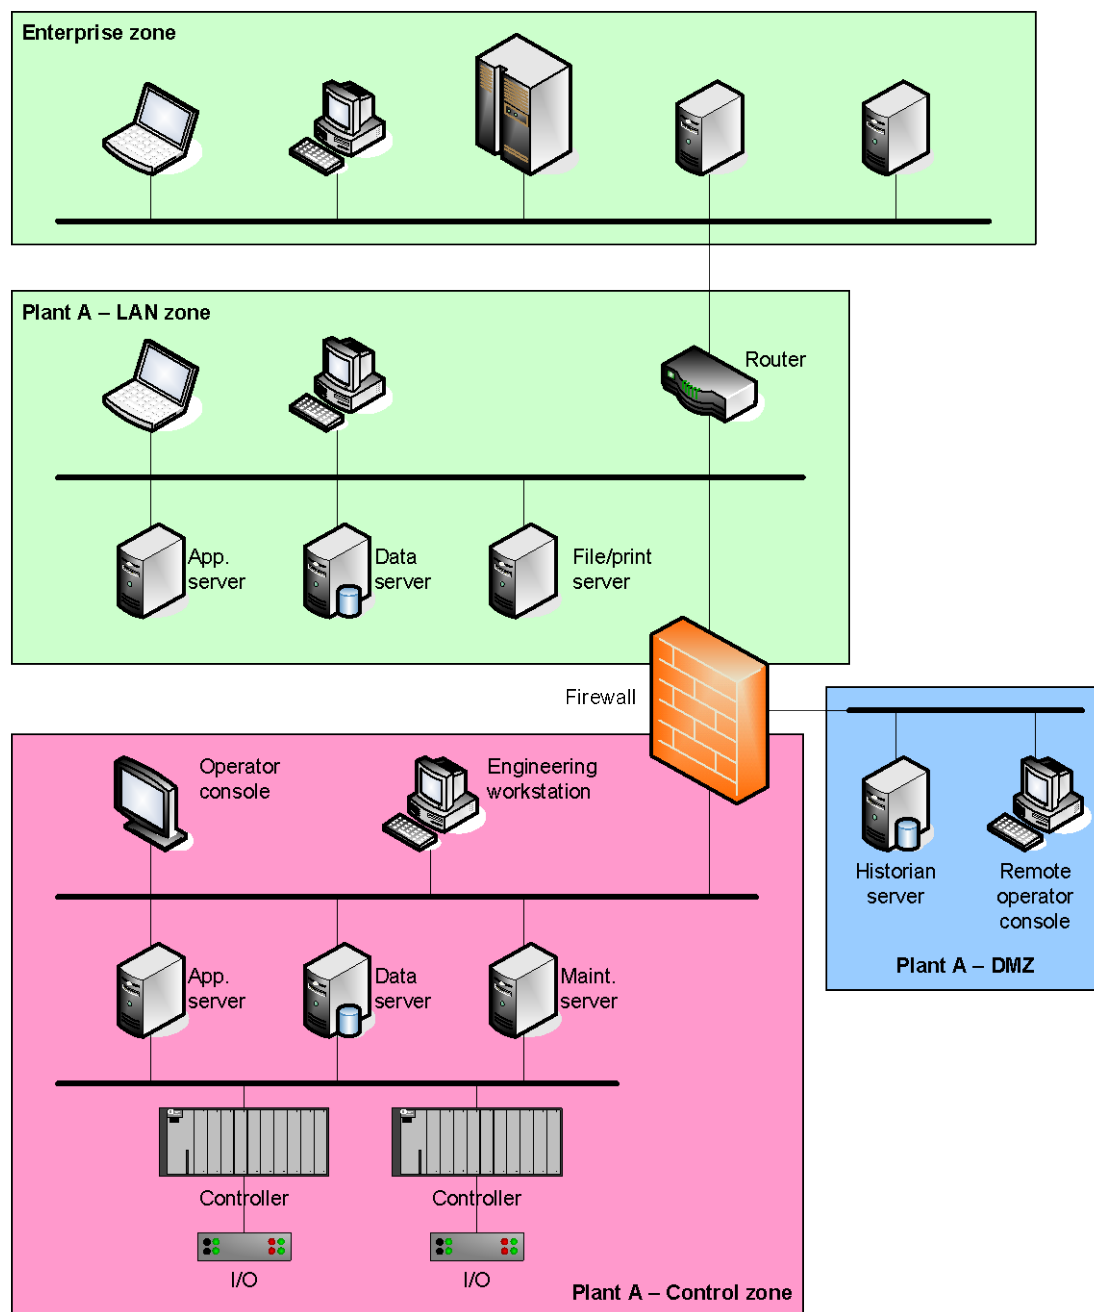 Enterprise zone
Plant A – LAN zone
Router
App.
server
Data
server
File/print
server
Firewall
Operator
console
Engineering
workstation
Historian
server
Remote
operator
console
Plant A – DMZ
App.
server
Data
server
Maint.
server
Controller
Controller
I/O
I/O
Plant A – Control zone